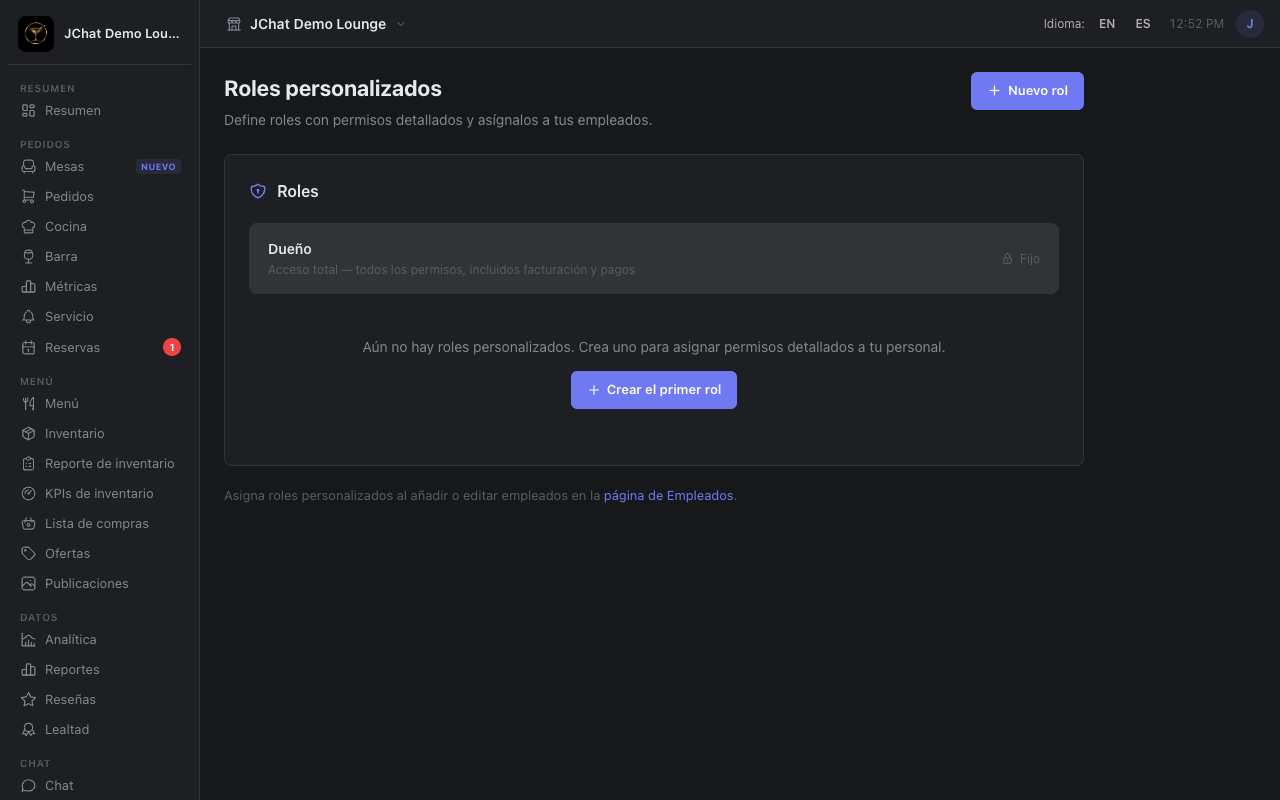 JChat Demo Lou...
RESUMEN
Resumen
PEDIDOS
Mesas NUEVO
Pedidos
Cocina
Barra
Métricas
Servicio
Reservas 1
MENÚ
Menú
Inventario
Reporte de inventario
KPIs de inventario
Lista de compras
Ofertas
Publicaciones
DATOS
Analítica
Reportes
Reseñas
Lealtad
CHAT
Chat
JChat Demo Lounge
Idioma: EN ES 12:52 PM J
Roles personalizados
Nuevo rol
Define roles con permisos detallados y asígnalos a tus empleados.
Roles
Dueño
Acceso total — todos los permisos, incluidos facturación y pagos
Fijo
Aún no hay roles personalizados. Crea uno para asignar permisos detallados a tu personal.
Crear el primer rol
Asigna roles personalizados al añadir o editar empleados en la página de Empleados.